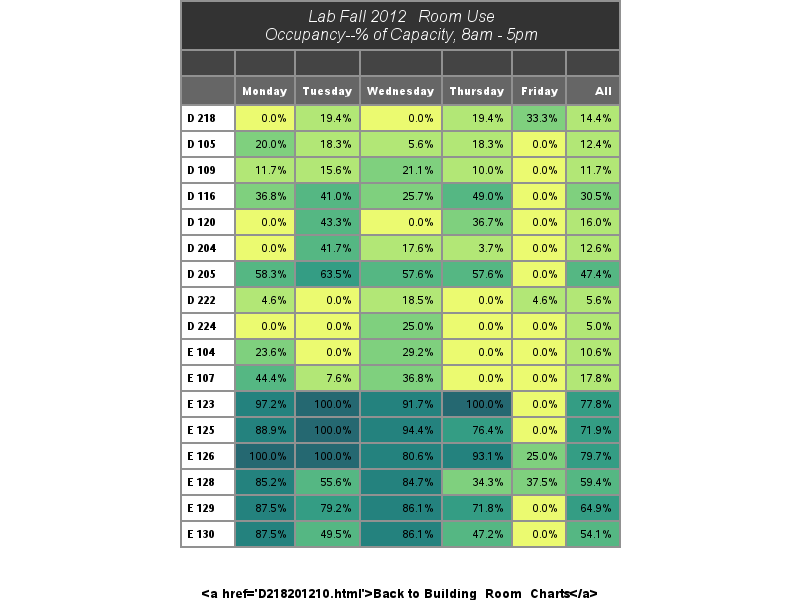 Lab Fall 2012 Room Use
Occupancy--% of Capacity, 8am - 5pm
Monday Tuesday Wednesday Thursday Friday All
D 218 0.0% 19.4% 0.0% 19.4% 33.3% 14.4%
D 105 20.0% 18.3% 5.6% 18.3% 0.0% 12.4%
D 109 11.7% 15.6% 21.1% 10.0% 0.0% 11.7%
D 116 36.8% 41.0% 25.7% 49.0% 0.0% 30.5%
D 120 0.0% 43.3% 0.0% 36.7% 0.0% 16.0%
D 204 0.0% 41.7% 17.6% 3.7% 0.0% 12.6%
D 205 58.3% 63.5% 57.6% 57.6% 0.0% 47.4%
D 222 4.6% 0.0% 18.5% 0.0% 4.6% 5.6%
D 224 0.0% 0.0% 25.0% 0.0% 0.0% 5.0%
E 104 23.6% 0.0% 29.2% 0.0% 0.0% 10.6%
E 107 44.4% 7.6% 36.8% 0.0% 0.0% 17.8%
E 123 97.2% 100.0% 91.7% 100.0% 0.0% 77.8%
E 125 88.9% 100.0% 94.4% 76.4% 0.0% 71.9%
E 126 100.0% 100.0% 80.6% 93.1% 25.0% 79.7%
E 128 85.2% 55.6% 84.7% 34.3% 37.5% 59.4%
E 129 87.5% 79.2% 86.1% 71.8% 0.0% 64.9%
E 130 87.5% 49.5% 86.1% 47.2% 0.0% 54.1%
<a href='D218201210.html'>Back to Building_Room_Charts</a>